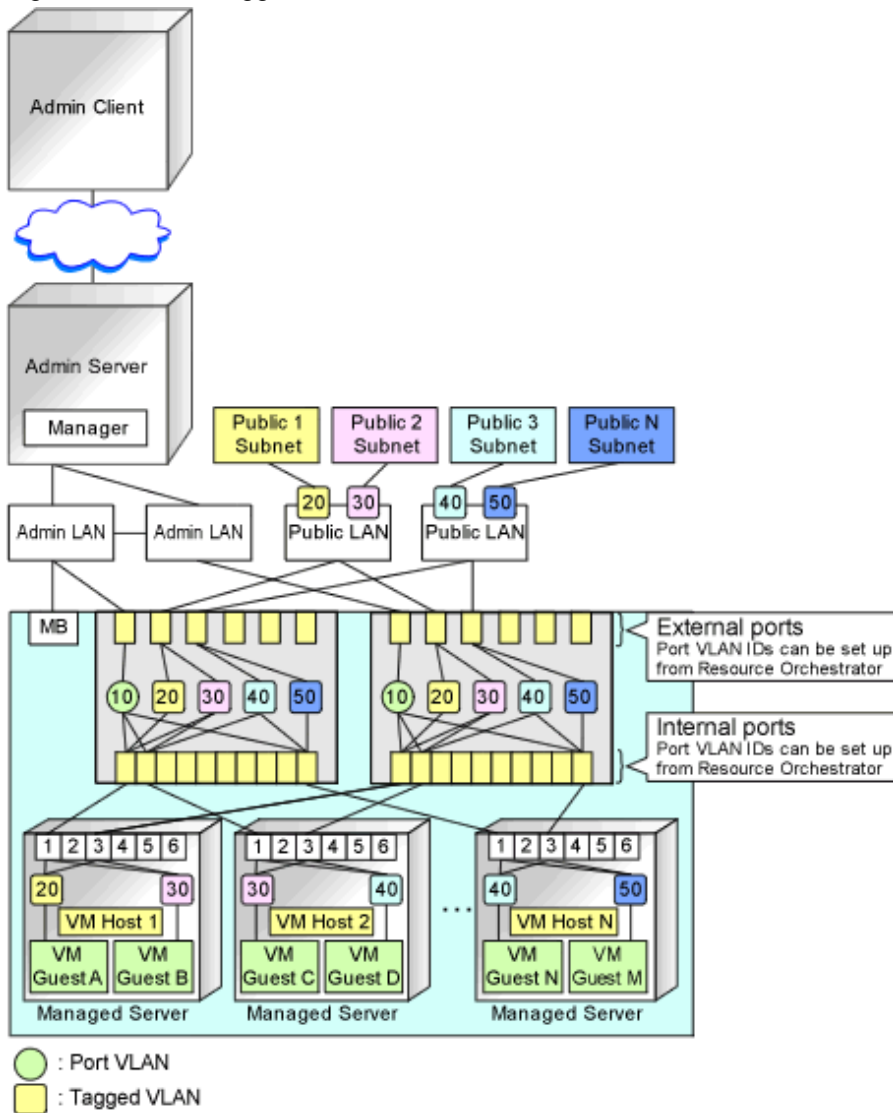 Admin Client
Admin Server
Manager
Public 1
Subnet
Public 2
Subnet
Public 3
Subnet
Public N
Subnet
20
30
40
50
Admin LAN
Admin LAN
Public LAN
Public LAN
MB
External ports
Port VLAN IDs can be set up
from Resource Orchestrator
10
20
30
40
50
10
20
30
40
50
Internal ports
Port VLAN IDs can be set up
from Resource Orchestrator
1 2 3 4 5 6
1 2 3 4 5 6
1 2 3 4 5 6
20
30
30
40
40
50
VM Host 1
VM Host 2
...
VM Host N
VM
Guest A
VM
Guest B
VM
Guest C
VM
Guest D
VM
Guest N
VM
Guest M
Managed Server
Managed Server
Managed Server
: Port VLAN
: Tagged VLAN